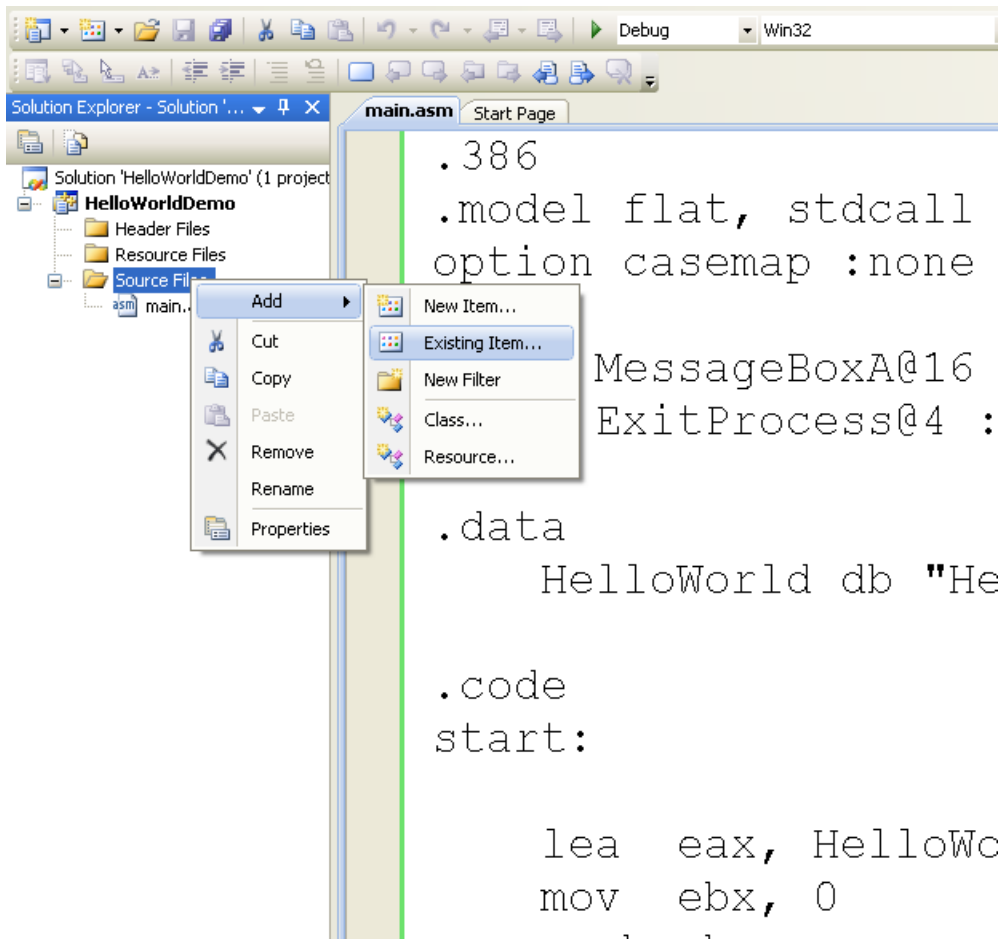 Debug
Win32
Solution Explorer - Solution '...
main.asm
Start Page
Solution 'HelloWorldDemo' (1 project
HelloWorldDemo
Header Files
Resource Files
Source Files
asm main.
Add
Cut
Copy
Paste
Remove
Rename
Properties
New Item...
Existing Item...
New Filter
Class...
Resource...
.386
.model flat, stdcall
option casemap :none
MessageBoxA@16
ExitProcess@4 :
.data
HelloWorld db "He
.code
start:
lea eax, HelloWo
mov ebx, 0